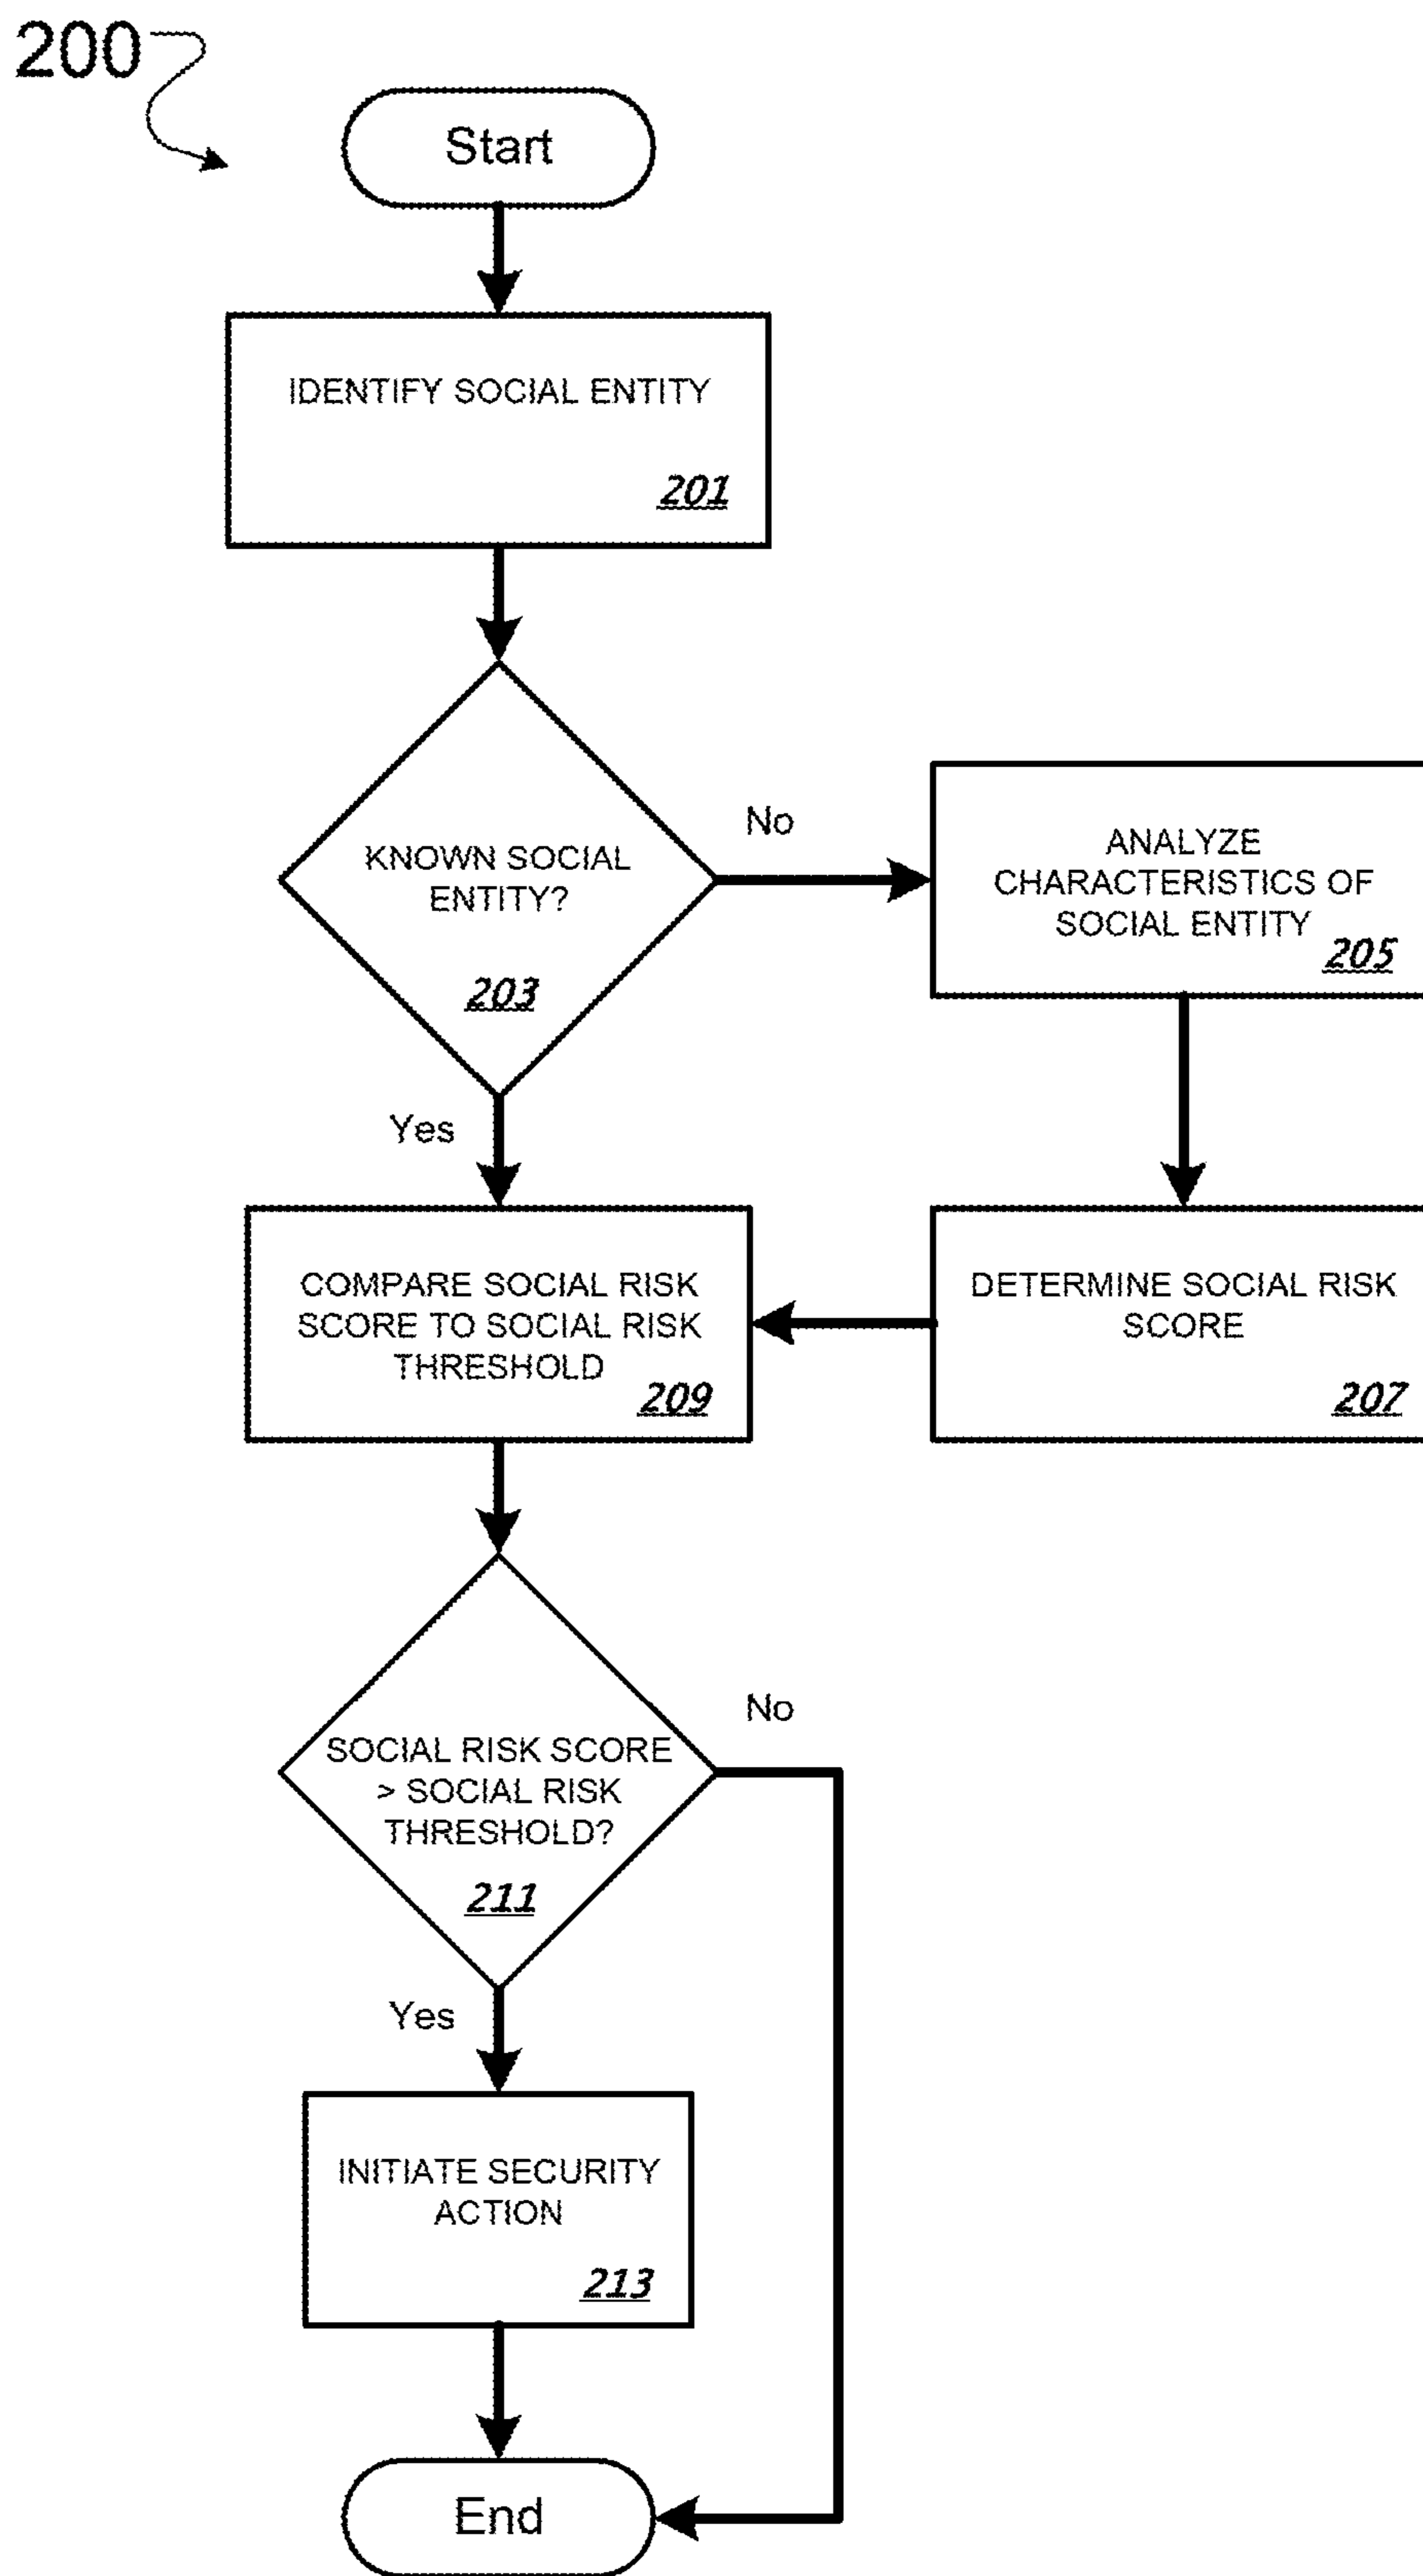 200
Start
IDENTIFY SOCIAL ENTITY
201
KNOWN SOCIAL
ENTITY?
203
No
ANALYZE
CHARACTERISTICS OF
SOCIAL ENTITY
205
Yes
COMPARE SOCIAL RISK
SCORE TO SOCIAL RISK
THRESHOLD
209
DETERMINE SOCIAL RISK
SCORE
207
SOCIAL RISK SCORE
> SOCIAL RISK
THRESHOLD?
211
No
Yes
INITIATE SECURITY
ACTION
213
End